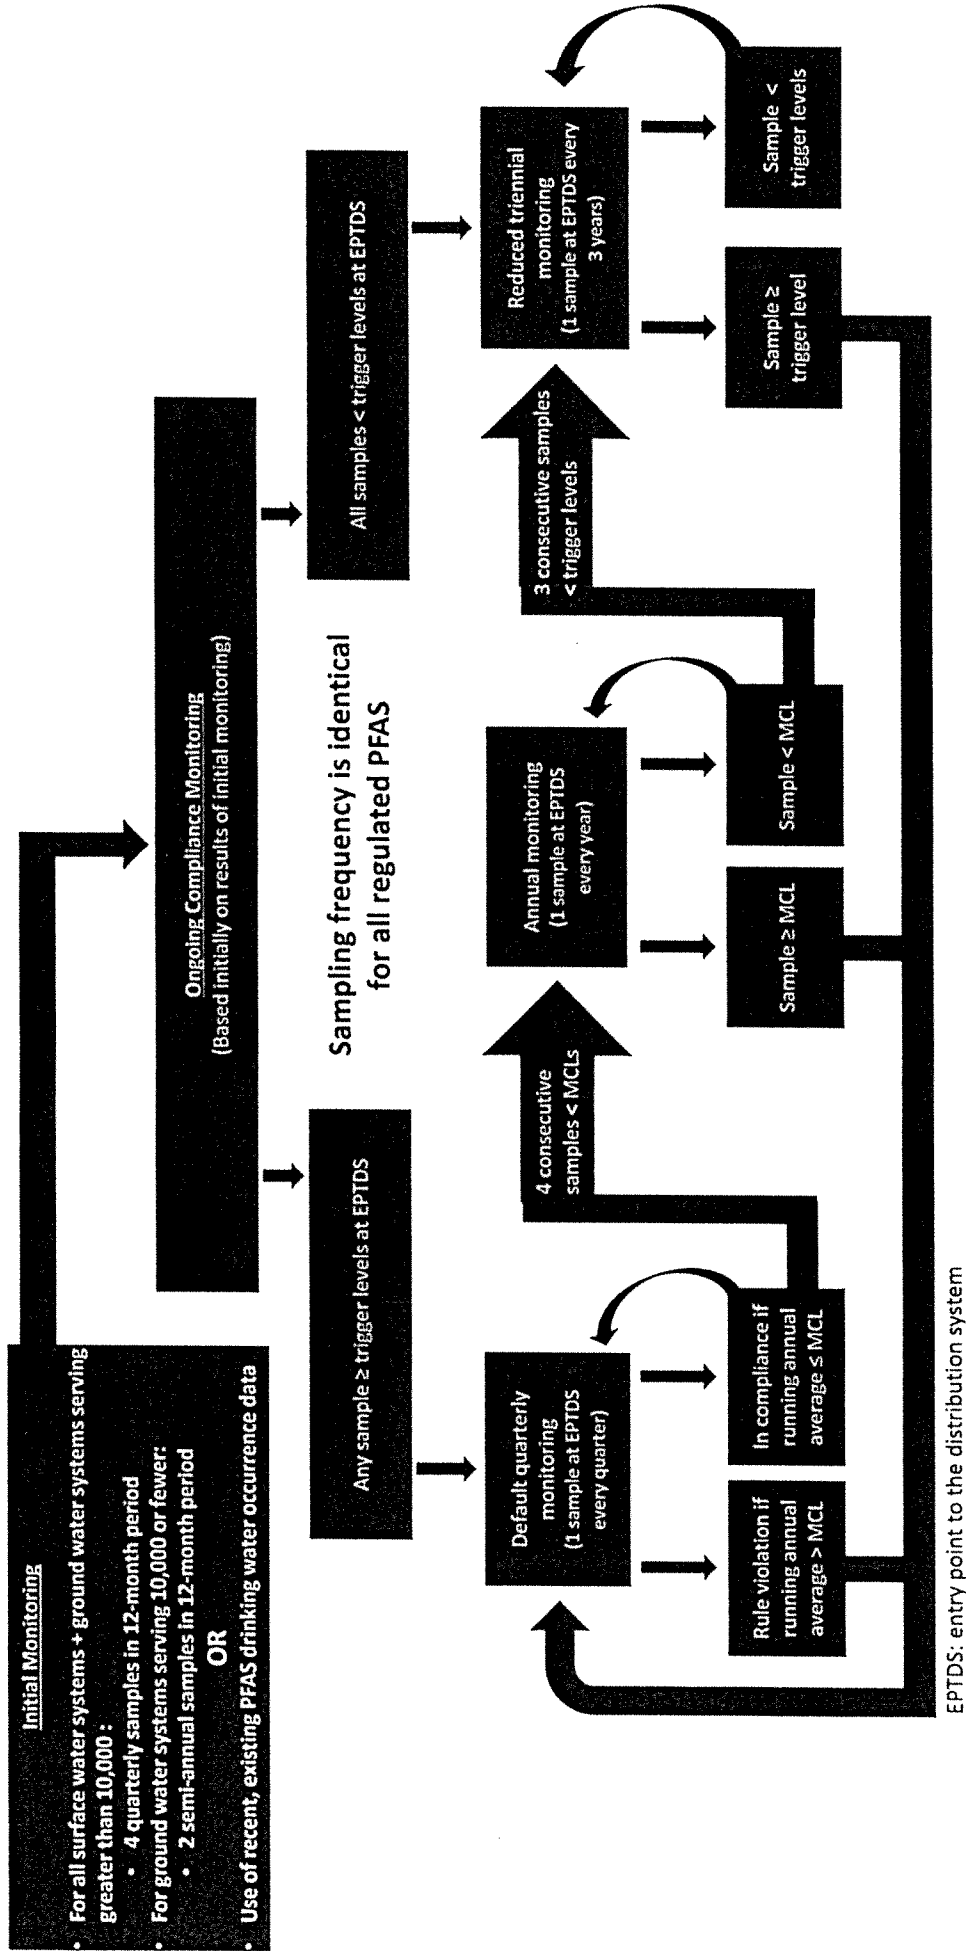 Initial Monitoring
• For all surface water systems + ground water systems serving
greater than 10,000 :
• 4 quarterly samples in 12-month period
• For ground water systems serving 10,000 or fewer:
• 2 semi-annual samples in 12-month period
OR
• Use of recent, existing PFAS drinking water occurrence data
Ongoing Compliance Monitoring
(Based initially on results of initial monitoring)
Any sample ≥ trigger levels at EPTDS
Sampling frequency is identical
for all regulated PFAS
All samples < trigger levels at EPTDS
Default quarterly
monitoring
(1 sample at EPTDS
every quarter)
4 consecutive
samples < MCLs
Annual monitoring
(1 sample at EPTDS
every year)
3 consecutive samples
< trigger levels
Reduced triennial
monitoring
(1 sample at EPTDS every
3 years)
Rule violation if
running annual
average > MCL
In compliance if
running annual
average ≤ MCL
Sample ≥ MCL
Sample < MCL
Sample ≥
trigger level
Sample <
trigger levels
EPTDS: entry point to the distribution system